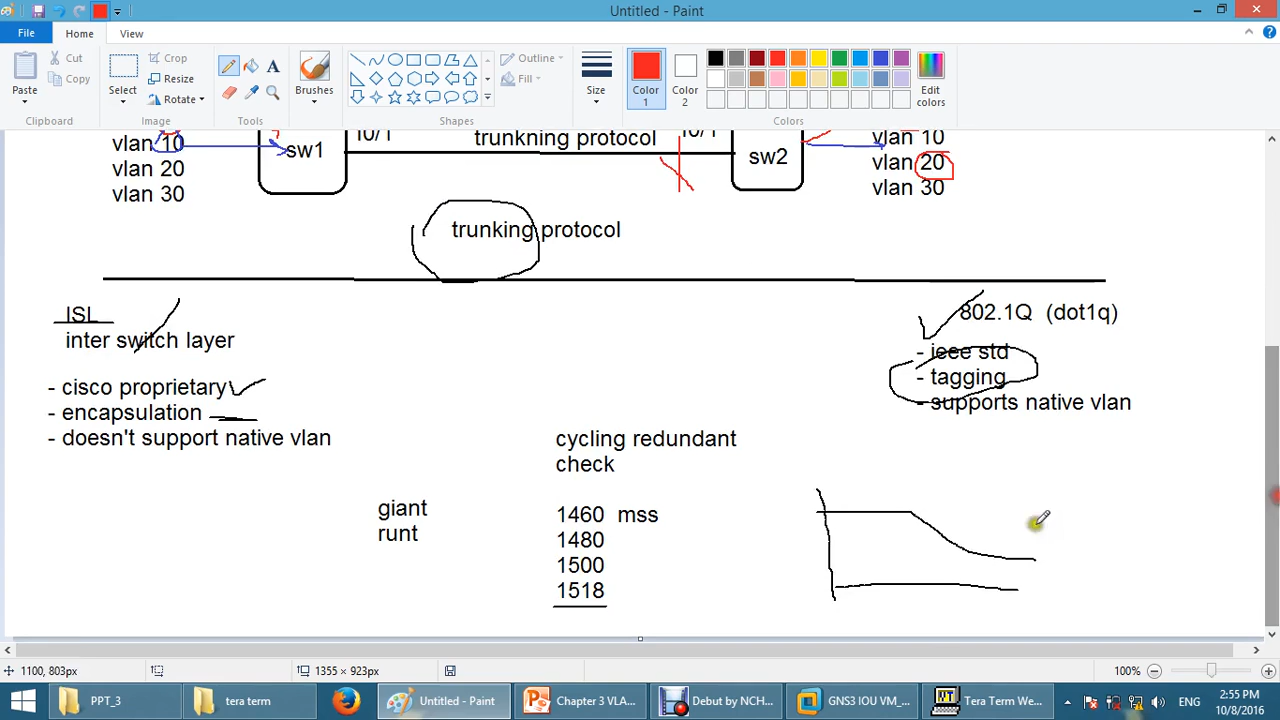 Untitled - Paint
File
Home
View
Paste
Cut
Copy
Clipboard
Select
Crop
Resize
Rotate
Image
Tools
Brushes
Shapes
Outline
Fill
Size
Color 1
Color 2
Edit colors
Colors
vlan 10
vlan 20
vlan 30
sw1
10/1
trunkning protocol
10/1
sw2
vlan 10
vlan 20
vlan 30
trunking protocol
ISL
inter switch layer
- cisco proprietary
- encapsulation
- doesn't support native vlan
802.1Q (dot1q)
- ieee std
- tagging
- supports native vlan
cycling redundant
check
giant
runt
1460 mss
1480
1500
1518
1100, 803px
1355 × 923px
100%
PPT_3
tera term
Untitled - Paint
Chapter 3 VLA...
Debut by NCH...
GNS3 IOU VM_...
Tera Term We...
ENG
2:55 PM
10/8/2016